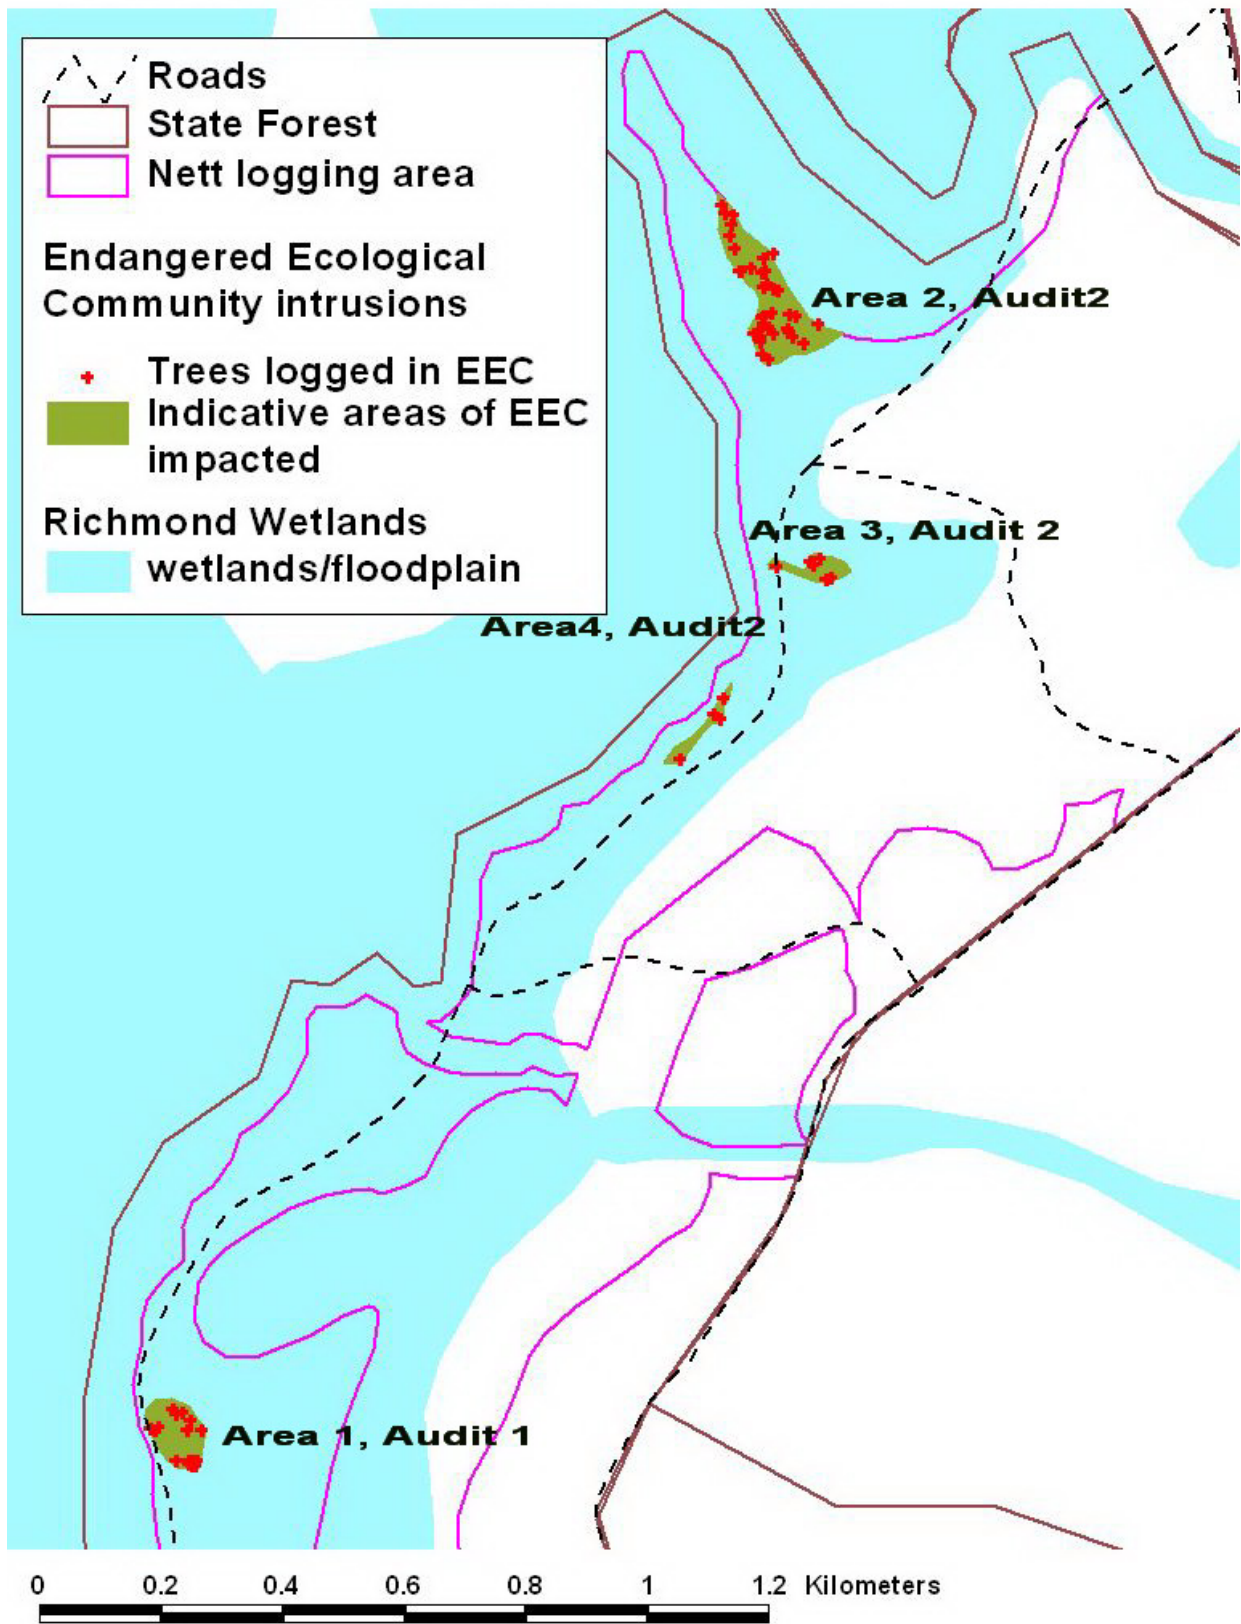 Roads
State Forest
Nett logging area
Endangered Ecological
Community intrusions
Trees logged in EEC
Indicative areas of EEC
impacted
Richmond Wetlands
wetlands/floodplain
Area 2, Audit2
Area 3, Audit 2
Area4, Audit2
Area 1, Audit 1
0 0.2 0.4 0.6 0.8 1 1.2 Kilometers